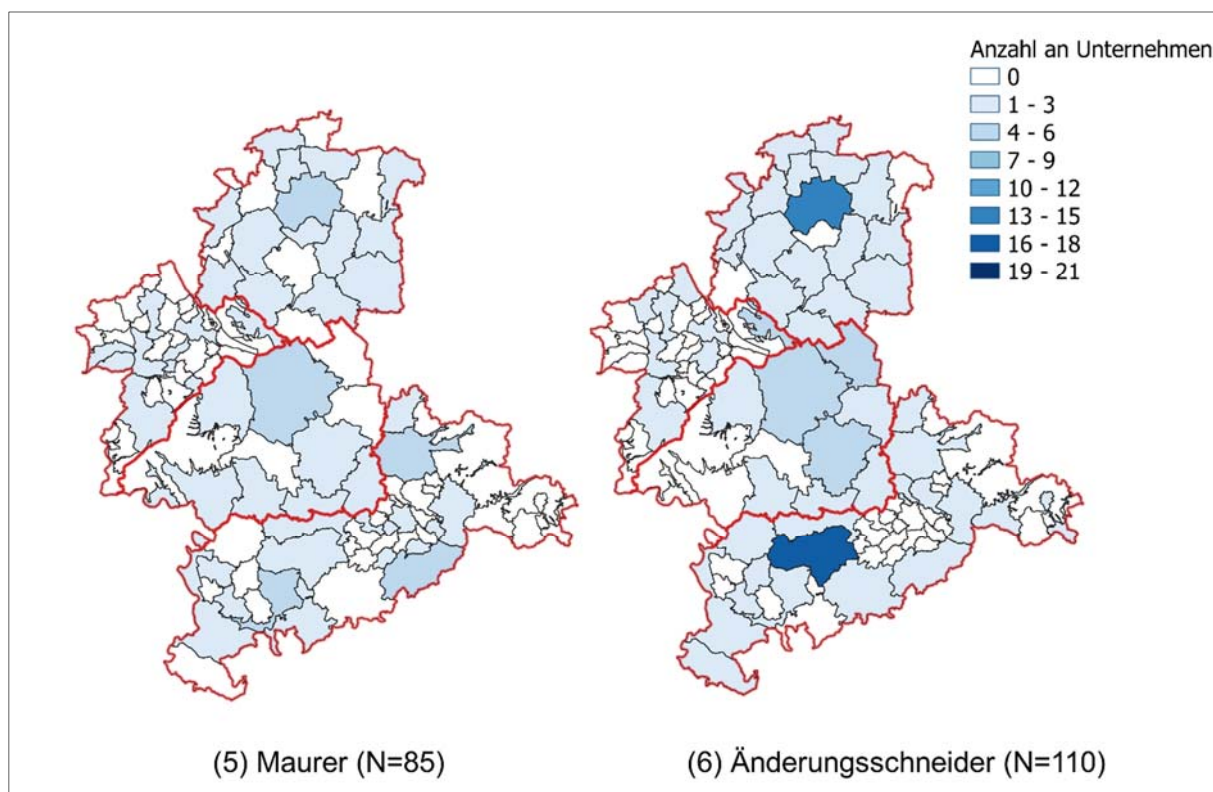 Anzahl an Unternehmen
0
1 - 3
4 - 6
7 - 9
10 - 12
13 - 15
16 - 18
19 - 21
(5) Maurer (N=85)
(6) Änderungsschneider (N=110)